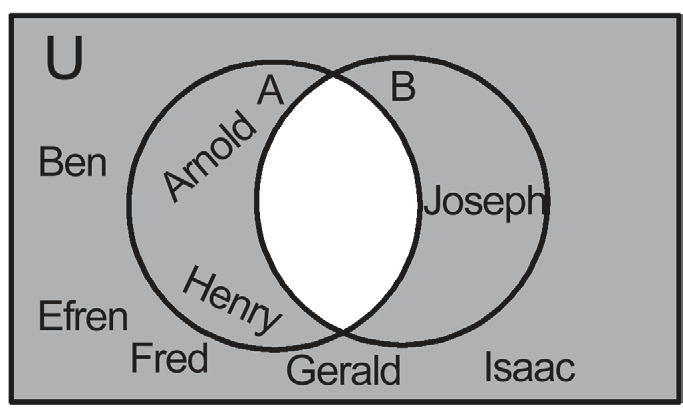 U
A
B
Arnold
Ben
Joseph
Henry
Efren
Fred
Gerald
Isaac